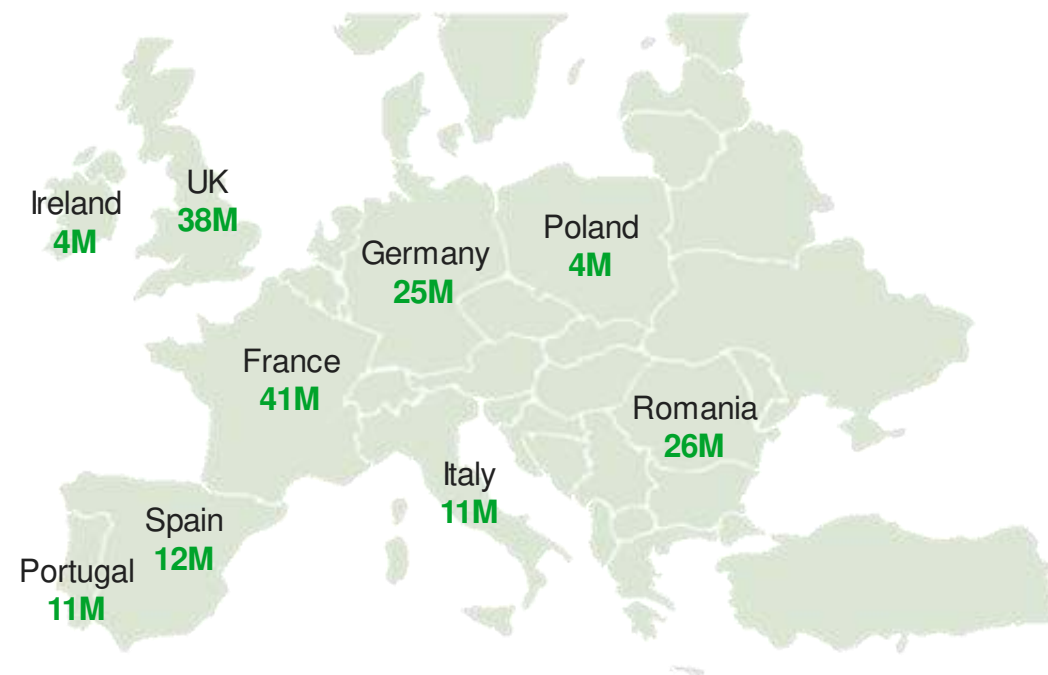 UK
38M
Ireland
4M
Poland
4M
Germany
25M
France
41M
Romania
26M
Italy
11M
Spain
12M
Portugal
11M